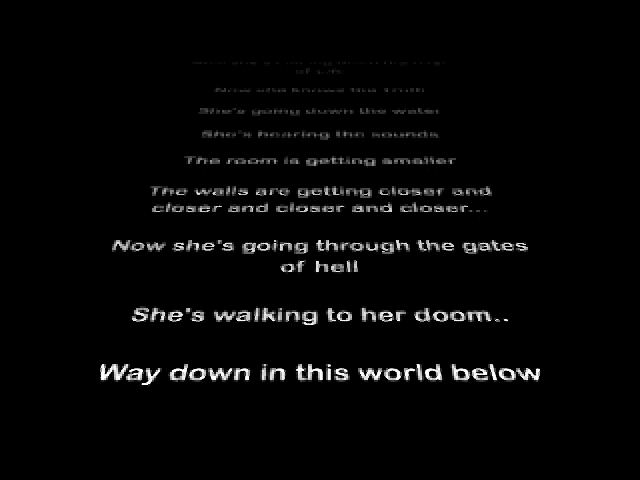 of life
Now she knows the truth
She's going down the water
She's hearing the sounds
The room is getting smaller
The walls are getting closer and
closer and closer and closer...
Now she's going through the gates
of hell
She's walking to her doom..
Way down in this world below